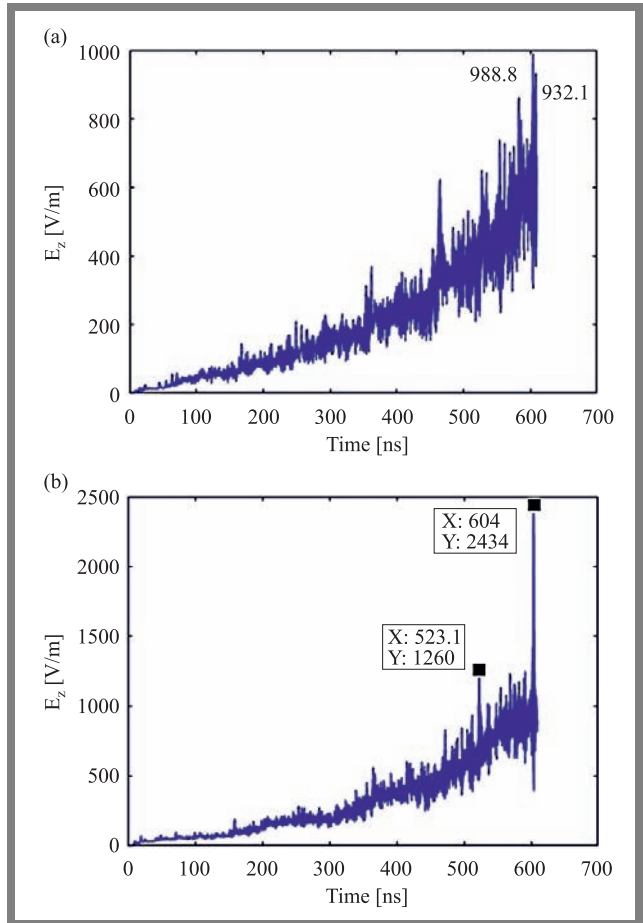 (a)
1000
988.8
932.1
800
600
E_z [V/m]
400
200
0
0 100 200 300 400 500 600 700
Time [ns]
(b)
2500
X: 604
Y: 2434
2000
1500
X: 523.1
Y: 1260
E_z [V/m]
1000
500
0
0 100 200 300 400 500 600 700
Time [ns]